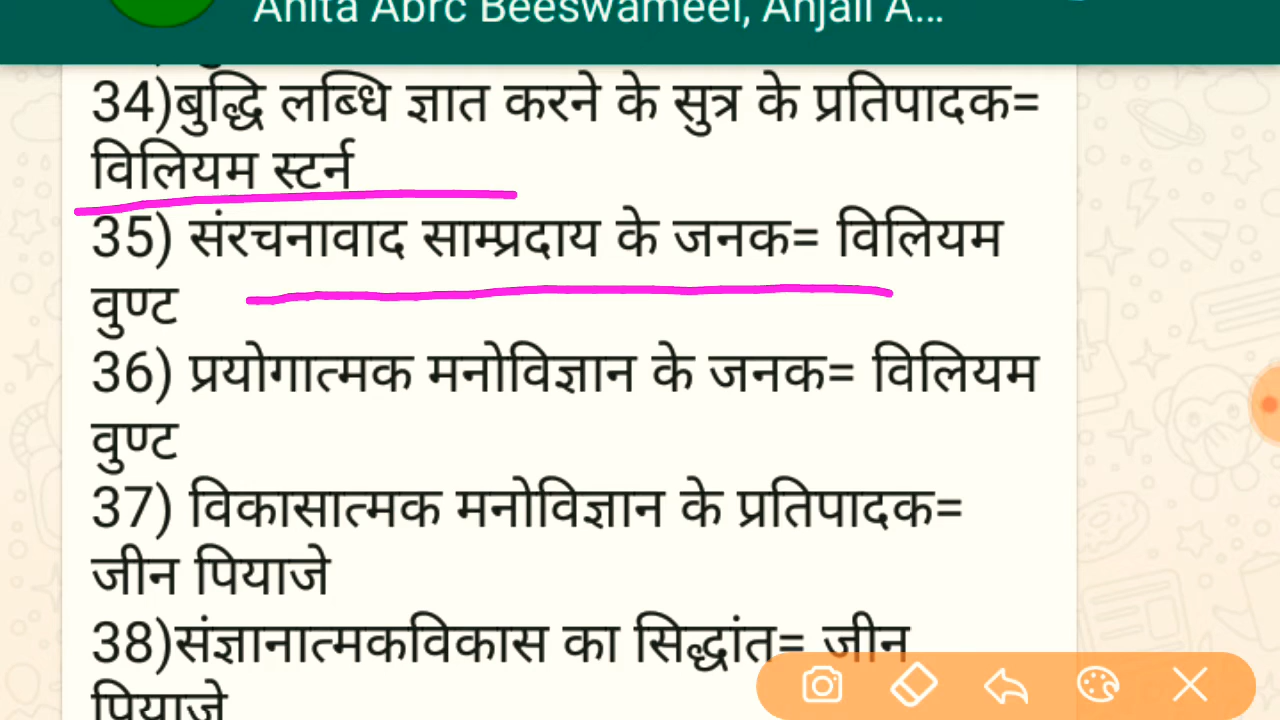 Anita Abrc Beeswameel, Anjali A...
34)बुद्धि लब्धि ज्ञात करने के सुत्र के प्रतिपादक=
विलियम स्टर्न
35) संरचनावाद साम्प्रदाय के जनक= विलियम
वुण्ट
36) प्रयोगात्मक मनोविज्ञान के जनक= विलियम
वुण्ट
37) विकासात्मक मनोविज्ञान के प्रतिपादक=
जीन पियाजे
38)संज्ञानात्मकविकास का सिद्धांत= जीन
पियाजे